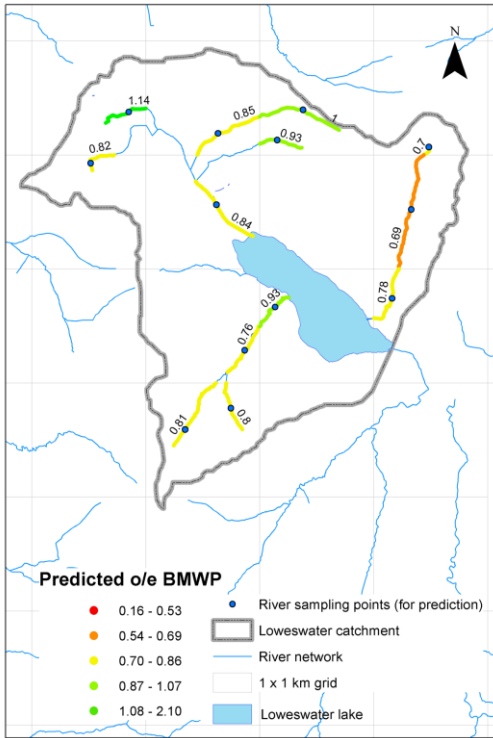 N
1.14
0.85
1
0.82
0.93
0.7
0.84
0.69
0.93
0.78
0.76
0.81
0.8
Predicted o/e BMWP
0.16 - 0.53
0.54 - 0.69
0.70 - 0.86
0.87 - 1.07
1.08 - 2.10
River sampling points (for prediction)
Loweswater catchment
River network
1 x 1 km grid
Loweswater lake